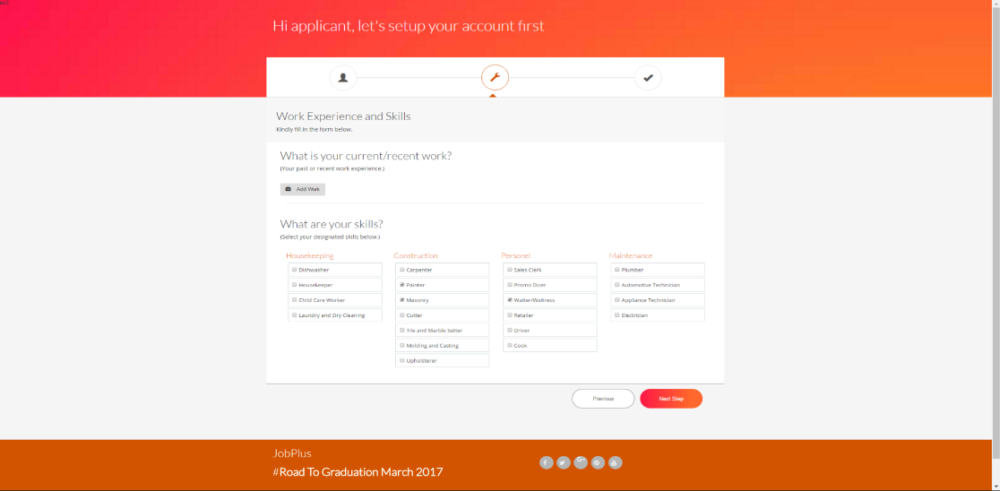 Hi applicant, let's setup your account first
Work Experience and Skills
Kindly fill in the form below.
What is your current/recent work?
(Your past or recent work experience.)
Add Work
What are your skills?
(Select your designated skills below.)
Housekeeping
Dishwasher
Housekeeper
Child Care Worker
Laundry and Dry Cleaning
Construction
Carpenter
Painter
Masonry
Cutter
Tile and Marble Setter
Molding and Casting
Upholsterer
Personel
Sales Clerk
Promo Dicer
Waiter/Waitress
Retailer
Driver
Cook
Maintenance
Plumber
Automotive Technician
Appliance Technician
Electrician
Previous
Next Step
JobPlus
#Road To Graduation March 2017